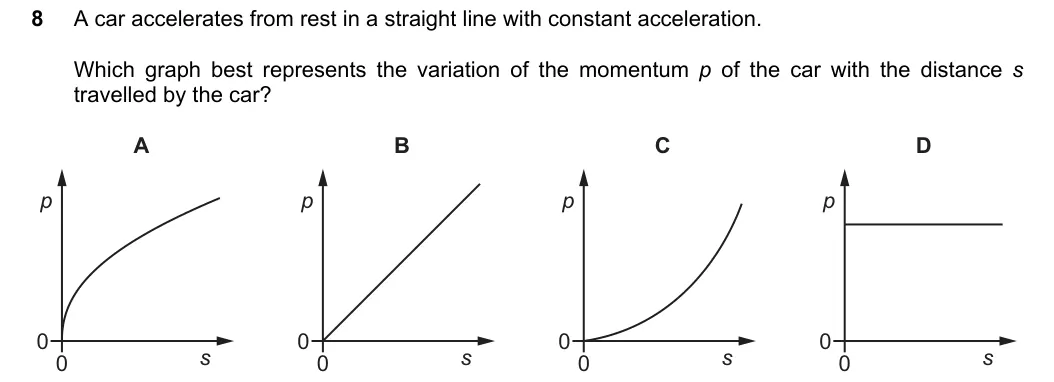 8 A car accelerates from rest in a straight line with constant acceleration.
Which graph best represents the variation of the momentum p of the car with the distance s
travelled by the car?
A B C D
p p p p
0 0 0 0
0 s 0 s 0 s 0 s